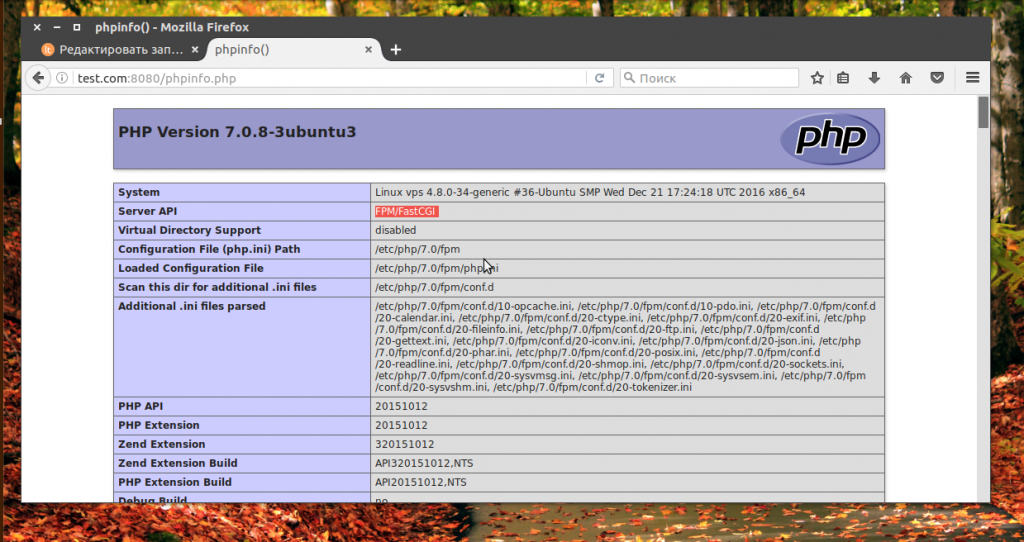 phpinfo() - Mozilla Firefox
Редактировать зап...
phpinfo()
test.com:8080/phpinfo.php
Поиск
PHP Version 7.0.8-3ubuntu3
php
System Linux vps 4.8.0-34-generic #36-Ubuntu SMP Wed Dec 21 17:24:18 UTC 2016 x86_64
Server API FPM/FastCGI
Virtual Directory Support disabled
Configuration File (php.ini) Path /etc/php/7.0/fpm
Loaded Configuration File /etc/php/7.0/fpm/php.ini
Scan this dir for additional .ini files /etc/php/7.0/fpm/conf.d
Additional .ini files parsed /etc/php/7.0/fpm/conf.d/10-opcache.ini, /etc/php/7.0/fpm/conf.d/10-pdo.ini, /etc/php/7.0/fpm/conf.d
/20-calendar.ini, /etc/php/7.0/fpm/conf.d/20-ctype.ini, /etc/php/7.0/fpm/conf.d/20-exif.ini, /etc/php
/7.0/fpm/conf.d/20-fileinfo.ini, /etc/php/7.0/fpm/conf.d/20-ftp.ini, /etc/php/7.0/fpm/conf.d
/20-gettext.ini, /etc/php/7.0/fpm/conf.d/20-iconv.ini, /etc/php/7.0/fpm/conf.d/20-json.ini, /etc/php
/7.0/fpm/conf.d/20-phar.ini, /etc/php/7.0/fpm/conf.d/20-posix.ini, /etc/php/7.0/fpm/conf.d
/20-readline.ini, /etc/php/7.0/fpm/conf.d/20-shmop.ini, /etc/php/7.0/fpm/conf.d/20-sockets.ini,
/etc/php/7.0/fpm/conf.d/20-sysvmsg.ini, /etc/php/7.0/fpm/conf.d/20-sysvsem.ini, /etc/php/7.0/fpm
/conf.d/20-sysvshm.ini, /etc/php/7.0/fpm/conf.d/20-tokenizer.ini
PHP API 20151012
PHP Extension 20151012
Zend Extension 320151012
Zend Extension Build API320151012,NTS
PHP Extension Build API20151012,NTS
Debug Build no